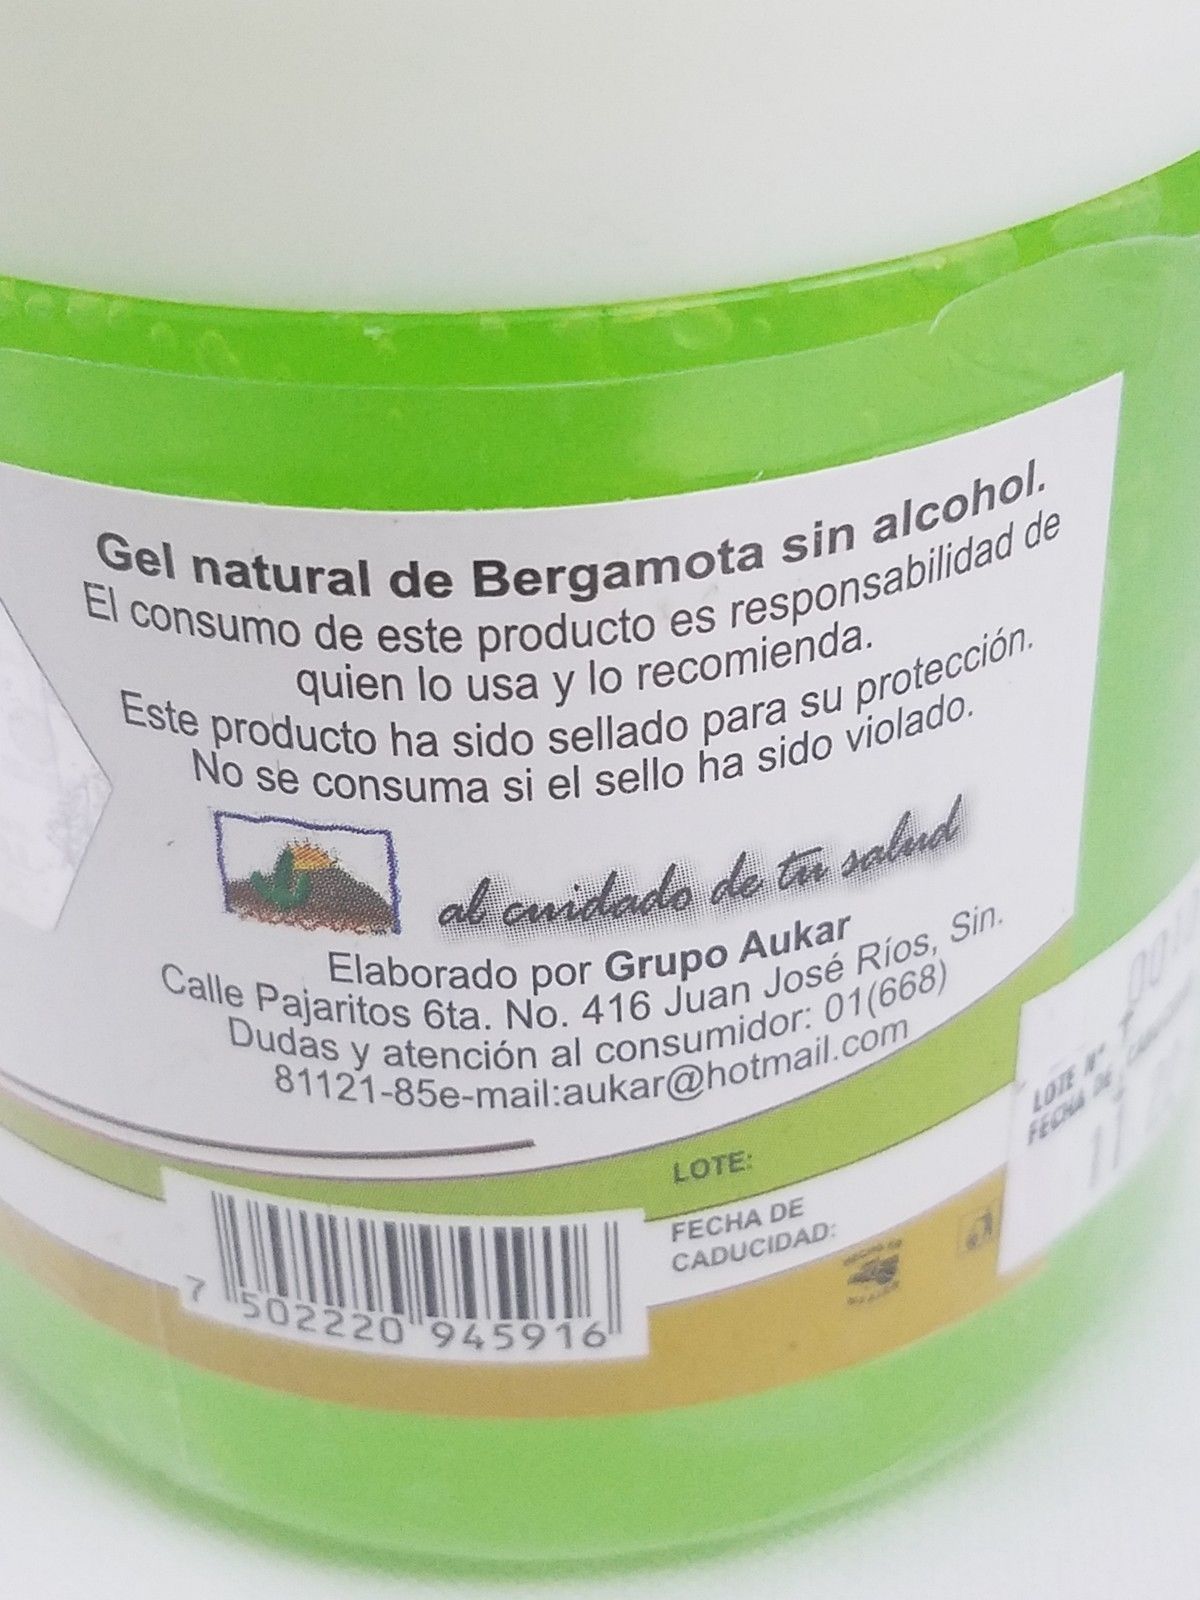 Gel natural de Bergamota sin alcohol.
El consumo de este producto es responsabilidad de
quien lo usa y lo recomienda.
Este producto ha sido sellado para su protección.
No se consuma si el sello ha sido violado.
al cuidado de tu salud
Elaborado por Grupo Aukar
Calle Pajaritos 6ta. No. 416 Juan José Ríos, Sin.
Dudas y atención al consumidor: 01(668)
81121-85e-mail:aukar@hotmail.com
LOTE:
FECHA DE
CADUCIDAD:
7 502220 945916
LOTE N°
FECHA DE